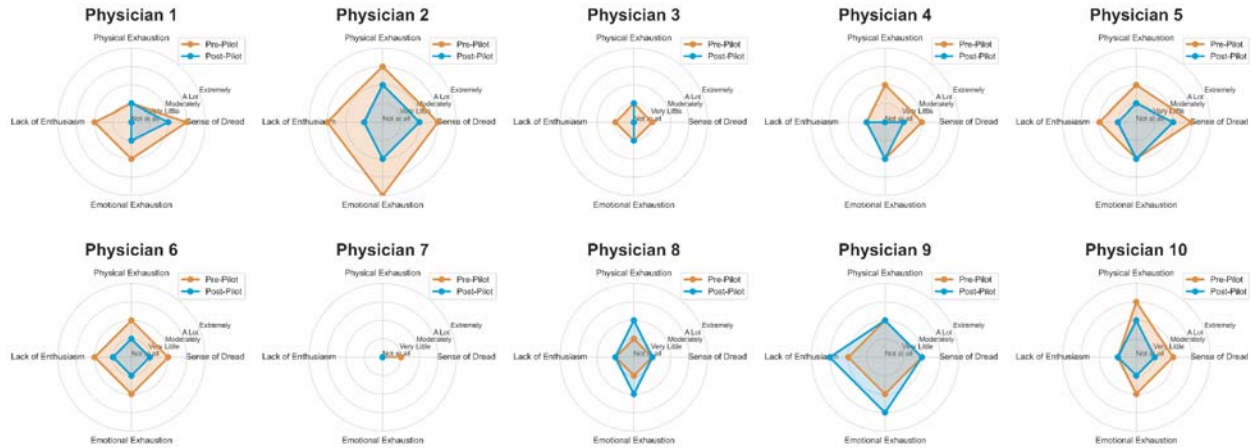 Physician 1
Physical Exhaustion
Pre-Pilot
Post-Pilot
Extremely
A Lot
Moderately
Very Little
Not at all
Lack of Enthusiasm
Sense of Dread
Emotional Exhaustion
Physician 2
Physical Exhaustion
Pre-Pilot
Post-Pilot
Extremely
A Lot
Moderately
Very Little
Not at all
Lack of Enthusiasm
Sense of Dread
Emotional Exhaustion
Physician 3
Physical Exhaustion
Pre-Pilot
Post-Pilot
Extremely
A Lot
Moderately
Very Little
Not at all
Lack of Enthusiasm
Sense of Dread
Emotional Exhaustion
Physician 4
Physical Exhaustion
Pre-Pilot
Post-Pilot
Extremely
A Lot
Moderately
Very Little
Not at all
Lack of Enthusiasm
Sense of Dread
Emotional Exhaustion
Physician 5
Physical Exhaustion
Pre-Pilot
Post-Pilot
Extremely
A Lot
Moderately
Very Little
Not at all
Lack of Enthusiasm
Sense of Dread
Emotional Exhaustion
Physician 6
Physical Exhaustion
Pre-Pilot
Post-Pilot
Extremely
A Lot
Moderately
Very Little
Not at all
Lack of Enthusiasm
Sense of Dread
Emotional Exhaustion
Physician 7
Physical Exhaustion
Pre-Pilot
Post-Pilot
Extremely
A Lot
Moderately
Very Little
Not at all
Lack of Enthusiasm
Sense of Dread
Emotional Exhaustion
Physician 8
Physical Exhaustion
Pre-Pilot
Post-Pilot
Extremely
A Lot
Moderately
Very Little
Not at all
Lack of Enthusiasm
Sense of Dread
Emotional Exhaustion
Physician 9
Physical Exhaustion
Pre-Pilot
Post-Pilot
Extremely
A Lot
Moderately
Very Little
Not at all
Lack of Enthusiasm
Sense of Dread
Emotional Exhaustion
Physician 10
Physical Exhaustion
Pre-Pilot
Post-Pilot
Extremely
A Lot
Moderately
Very Little
Not at all
Lack of Enthusiasm
Sense of Dread
Emotional Exhaustion